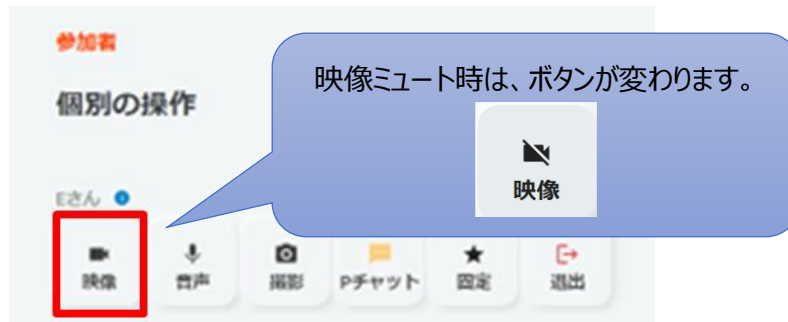 参加者
映像ミュート時は、ボタンが変わります。
個別の操作
映像
Eさん
映像 音声 撮影 Pチャット 固定 退出